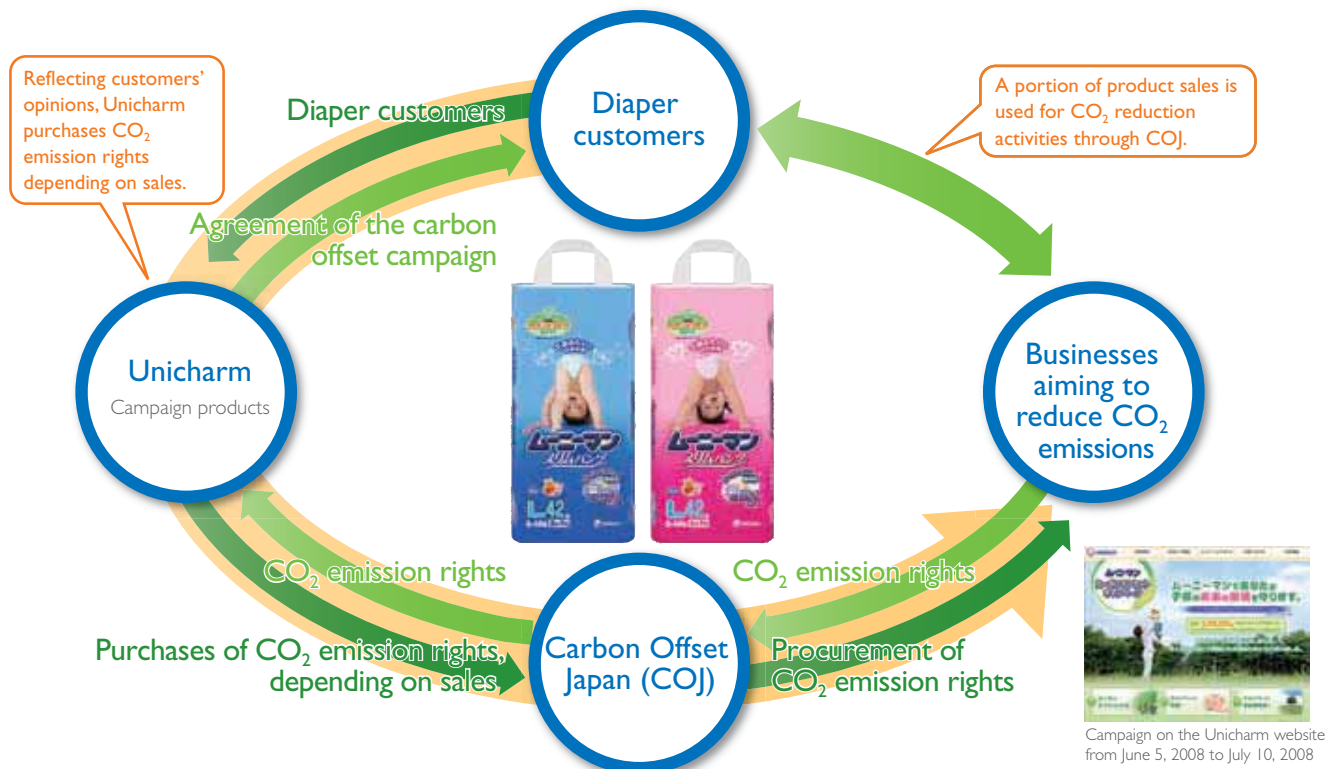 Reflecting customers'
opinions, Unicharm
purchases CO₂
emission rights
depending on sales.
Diaper customers
Diaper
customers
A portion of product sales is
used for CO₂ reduction
activities through COJ.
Agreement of the carbon
offset campaign
Unicharm
Campaign products
ムーニーマン
L 42
ムーニーマン
L 42
Businesses
aiming to
reduce CO₂
emissions
CO₂ emission rights
CO₂ emission rights
Purchases of CO₂ emission rights,
depending on sales
Carbon Offset
Japan (COJ)
Procurement of
CO₂ emission rights
Campaign on the Unicharm website
from June 5, 2008 to July 10, 2008